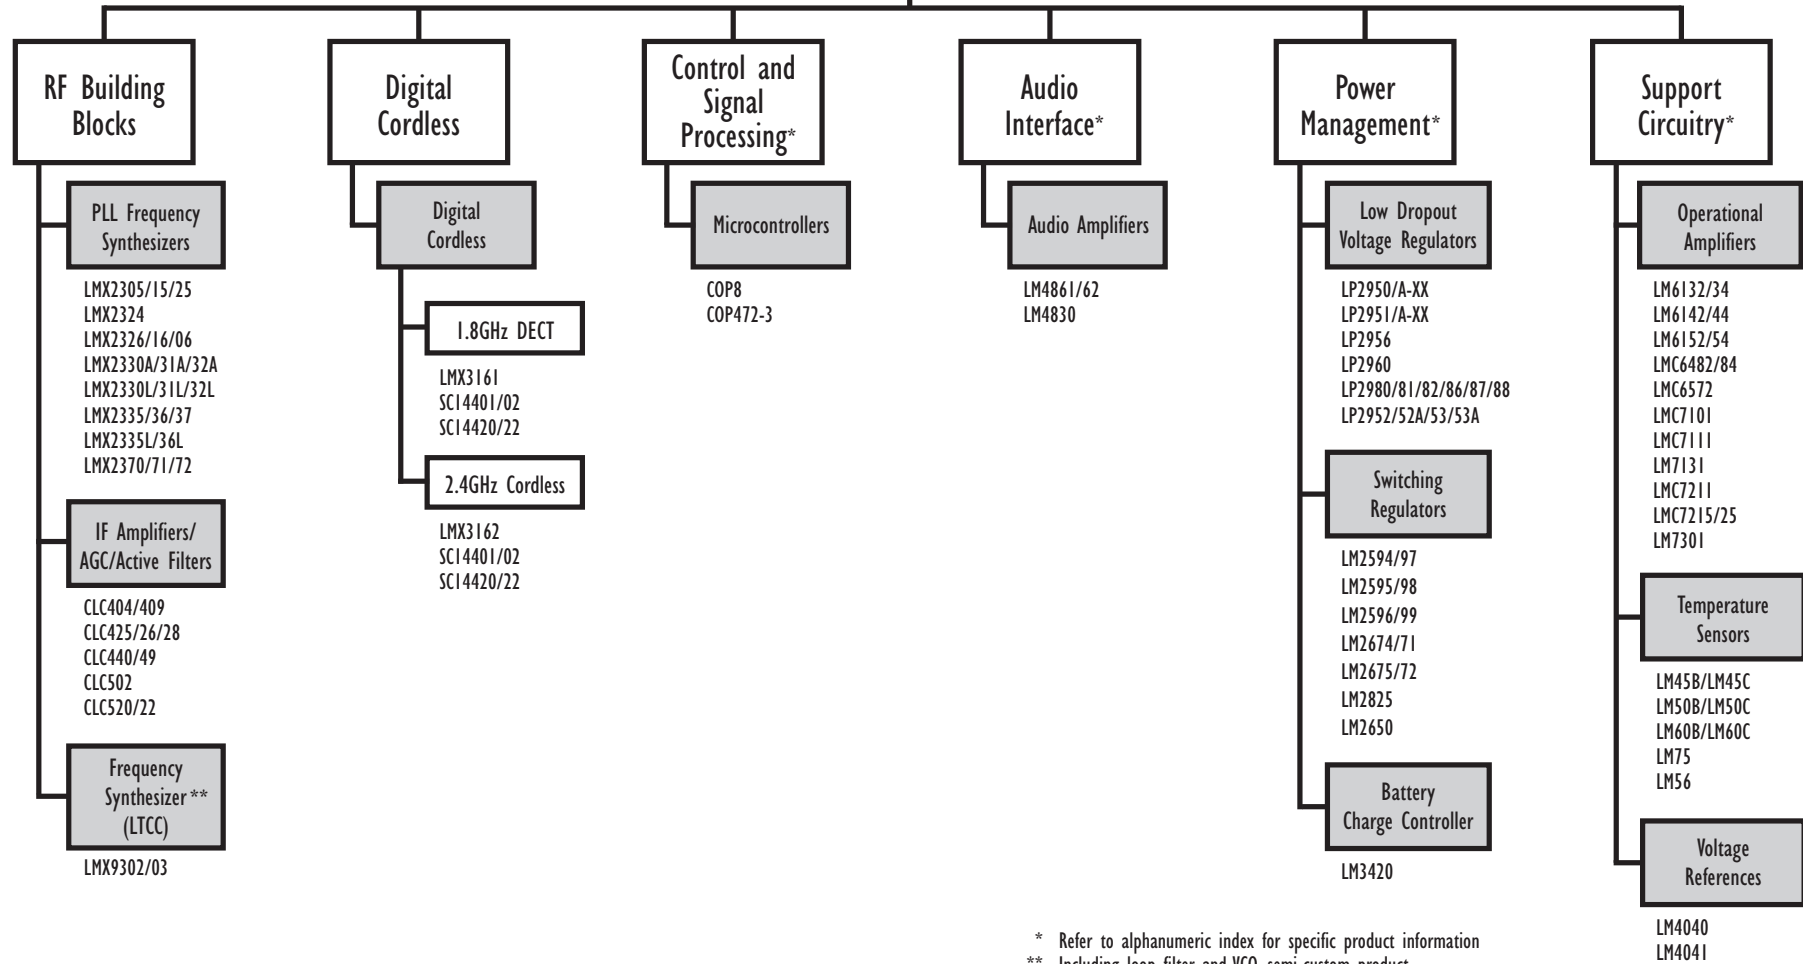 RF Building
Blocks
PLL Frequency
Synthesizers
LMX2305/15/25
LMX2324
LMX2326/16/06
LMX2330A/31A/32A
LMX2330L/31L/32L
LMX2335/36/37
LMX2335L/36L
LMX2370/71/72
IF Amplifiers/
AGC/Active Filters
CLC404/409
CLC425/26/28
CLC440/49
CLC502
CLC520/22
Frequency
Synthesizer**
(LTCC)
LMX9302/03
Digital
Cordless
Digital
Cordless
1.8GHz DECT
LMX3161
SC14401/02
SC14420/22
2.4GHz Cordless
LMX3162
SC14401/02
SC14420/22
Control and
Signal
Processing*
Microcontrollers
COP8
COP472-3
Audio
Interface*
Audio Amplifiers
LM4861/62
LM4830
Power
Management*
Low Dropout
Voltage Regulators
LP2950/A-XX
LP2951/A-XX
LP2956
LP2960
LP2980/81/82/86/87/88
LP2952/52A/53/53A
Switching
Regulators
LM2594/97
LM2595/98
LM2596/99
LM2674/71
LM2675/72
LM2825
LM2650
Battery
Charge Controller
LM3420
Support
Circuitry*
Operational
Amplifiers
LM6132/34
LM6142/44
LM6152/54
LMC6482/84
LMC6572
LMC7101
LMC7111
LM7131
LMC7211
LMC7215/25
LM7301
Temperature
Sensors
LM45B/LM45C
LM50B/LM50C
LM60B/LM60C
LM75
LM56
Voltage
References
LM4040
LM4041
* Refer to alphanumeric index for specific product information
** Including loop filter and VCO, semi-custom product